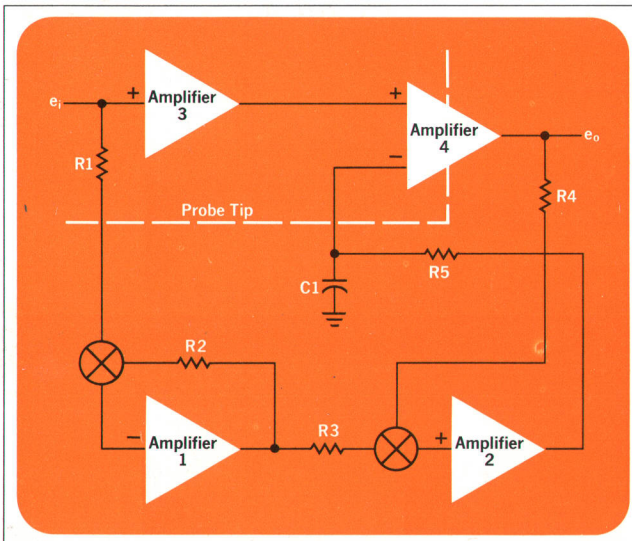 eᵢ
+
Amplifier
3
+
Amplifier
4
−
eₒ
R1
R4
Probe Tip
C1
R5
R2
−
Amplifier
1
R3
+
Amplifier
2